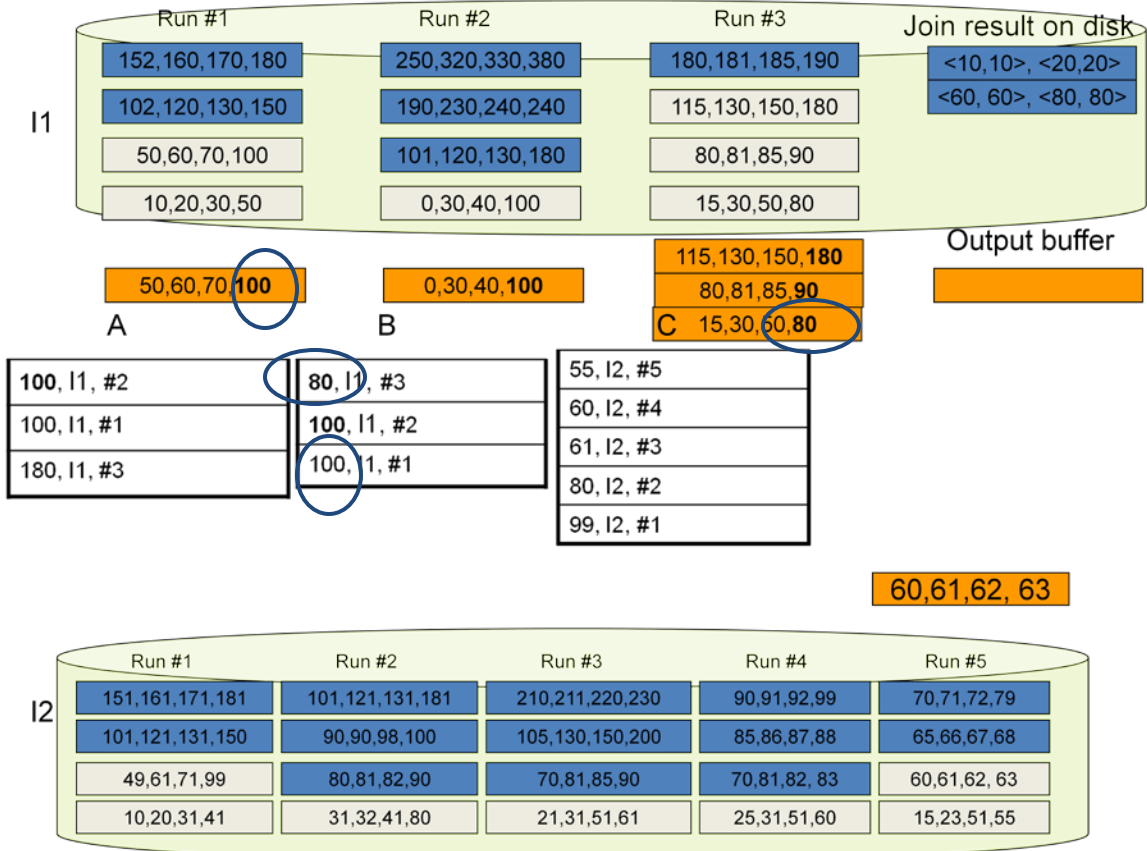 Run #1 Run #2 Run #3
Join result on disk
152,160,170,180 250,320,330,380 180,181,185,190 <10,10>, <20,20>
102,120,130,150 190,230,240,240 115,130,150,180 <60, 60>, <80, 80>
I1
50,60,70,100 101,120,130,180 80,81,85,90
10,20,30,50 0,30,40,100 15,30,50,80
Output buffer
115,130,150,180
50,60,70,100 0,30,40,100 80,81,85,90
A B C 15,30,50,80
100, I1, #2 80, I1, #3 55, I2, #5
100, I1, #1 100, I1, #2 60, I2, #4
180, I1, #3 100, I1, #1 61, I2, #3
80, I2, #2
99, I2, #1
60,61,62, 63
Run #1 Run #2 Run #3 Run #4 Run #5
I2
151,161,171,181 101,121,131,181 210,211,220,230 90,91,92,99 70,71,72,79
101,121,131,150 90,90,98,100 105,130,150,200 85,86,87,88 65,66,67,68
49,61,71,99 80,81,82,90 70,81,85,90 70,81,82, 83 60,61,62, 63
10,20,31,41 31,32,41,80 21,31,51,61 25,31,51,60 15,23,51,55